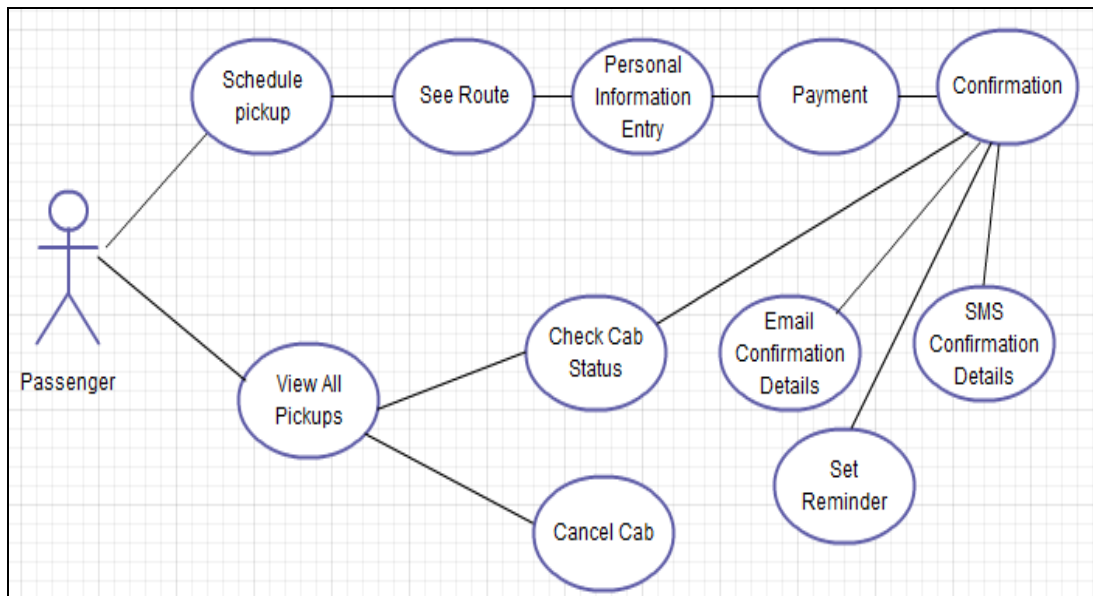 Schedule
pickup
See Route
Personal
Information
Entry
Payment
Confirmation
Passenger
View All
Pickups
Check Cab
Status
Email
Confirmation
Details
SMS
Confirmation
Details
Set
Reminder
Cancel Cab